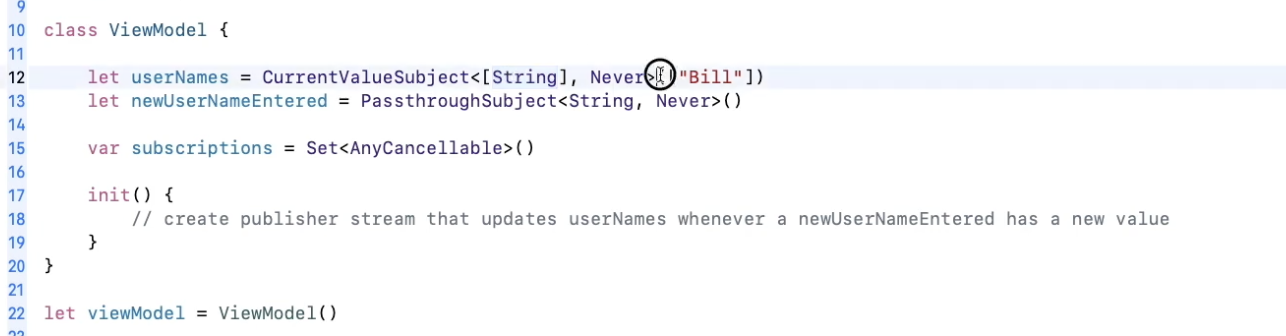 9
10 class ViewModel {
11
12 let userNames = CurrentValueSubject<[String], Never>(["Bill"])
13 let newUserNameEntered = PassthroughSubject<String, Never>()
14
15 var subscriptions = Set<AnyCancellable>()
16
17 init() {
18 // create publisher stream that updates userNames whenever a newUserNameEntered has a new value
19 }
20 }
21
22 let viewModel = ViewModel()